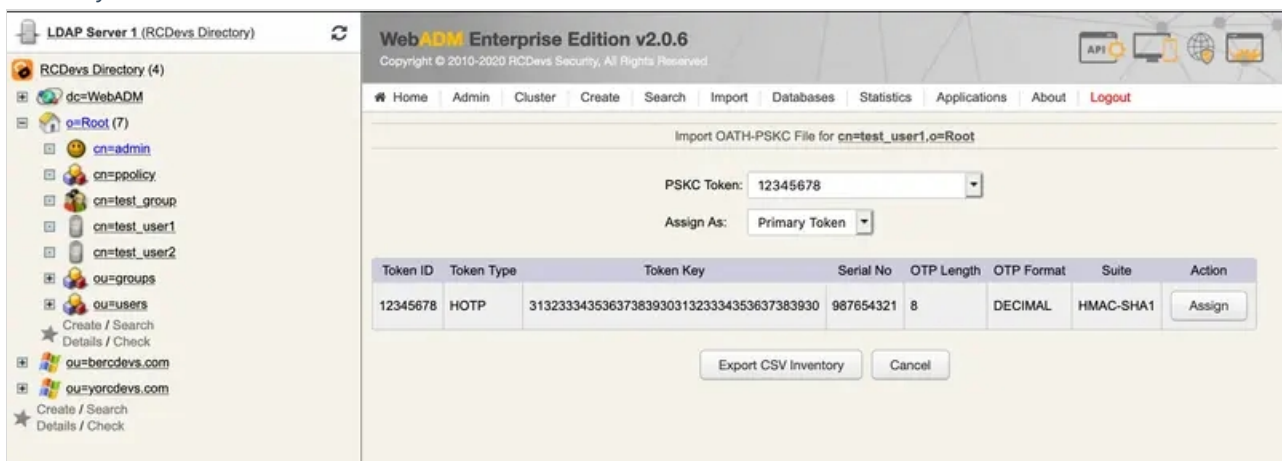 LDAP Server 1 (RCDevs Directory)
RCDevs Directory (4)
dc=WebADM
o=Root (7)
cn=admin
cn=ppolicy
cn=test_group
cn=test_user1
cn=test_user2
ou=groups
ou=users
Create / Search
Details / Check
ou=bercdevs.com
ou=yorcdevs.com
Create / Search
Details / Check
WebADM Enterprise Edition v2.0.6
Copyright © 2010-2020 RCDevs Security, All Rights Reserved
API
Home Admin Cluster Create Search Import Databases Statistics Applications About Logout
Import OATH-PSKC File for cn=test_user1,o=Root
PSKC Token: 12345678
Assign As: Primary Token
Token ID Token Type Token Key Serial No OTP Length OTP Format Suite Action
12345678 HOTP 3132333435363738393031323334353637383930 987654321 8 DECIMAL HMAC-SHA1 Assign
Export CSV Inventory Cancel